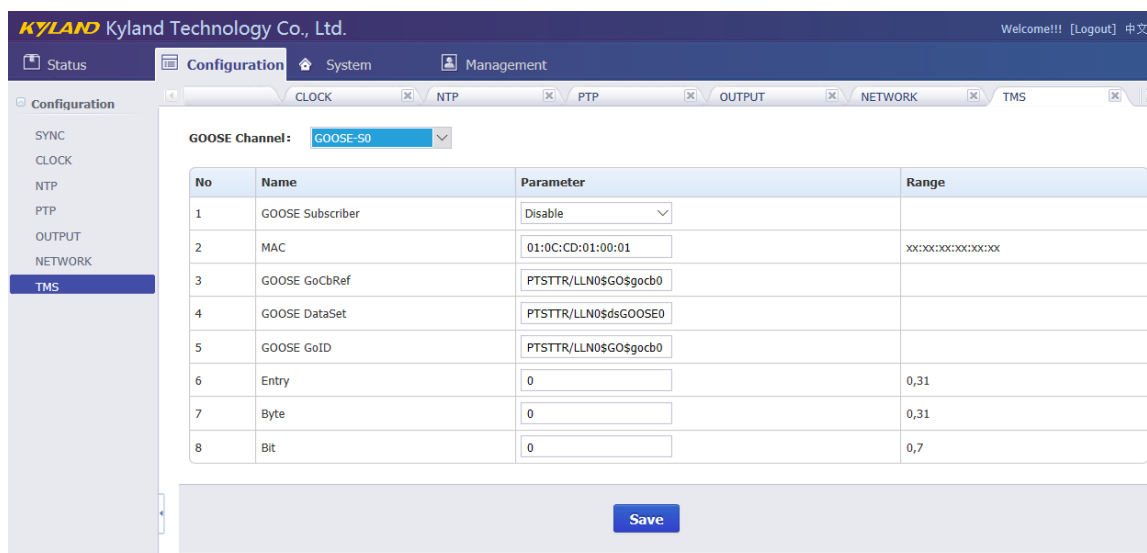 KYLAND Kyland Technology Co., Ltd. Welcome!!! [Logout] 中文
Status Configuration System Management
Configuration CLOCK NTP PTP OUTPUT NETWORK TMS
SYNC
CLOCK
NTP
PTP
OUTPUT
NETWORK
TMS
GOOSE Channel: GOOSE-S0
No Name Parameter Range
1 GOOSE Subscriber Disable
2 MAC 01:0C:CD:01:00:01 xx:xx:xx:xx:xx:xx
3 GOOSE GoCbRef PTSTTR/LLN0$GO$gocb0
4 GOOSE DataSet PTSTTR/LLN0$dsGOOSE0
5 GOOSE GoID PTSTTR/LLN0$GO$gocb0
6 Entry 0 0,31
7 Byte 0 0,31
8 Bit 0 0,7
Save